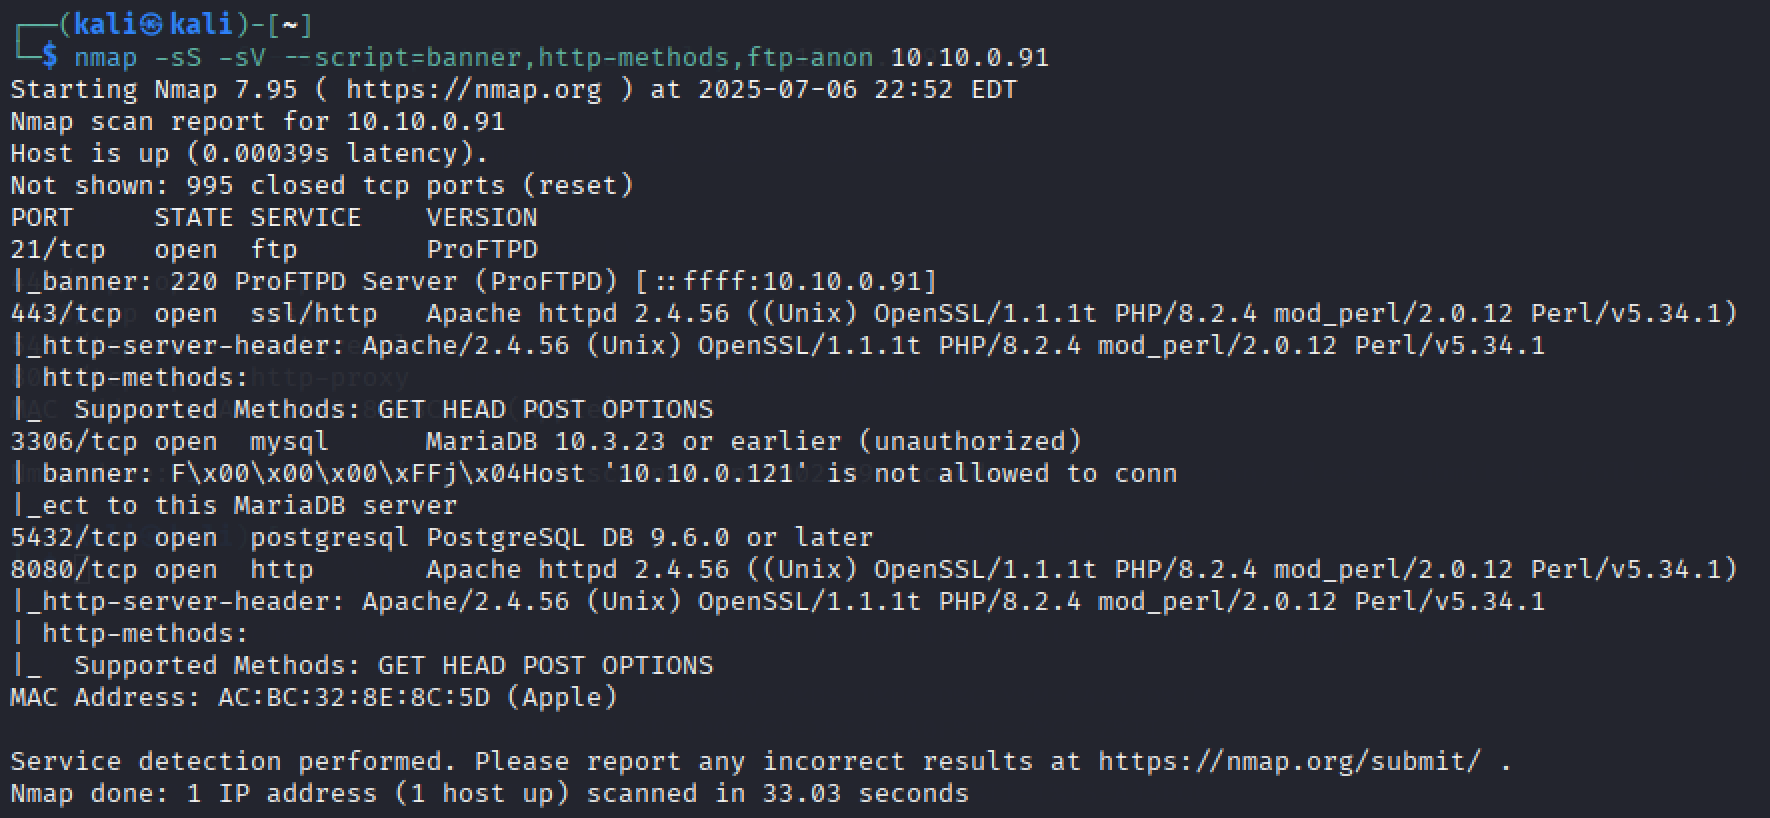 ┌──(kali㉿kali)-[~]
└─$ nmap -sS -sV --script=banner,http-methods,ftp-anon 10.10.0.91
Starting Nmap 7.95 ( https://nmap.org ) at 2025-07-06 22:52 EDT
Nmap scan report for 10.10.0.91
Host is up (0.00039s latency).
Not shown: 995 closed tcp ports (reset)
PORT     STATE SERVICE    VERSION
21/tcp   open  ftp        ProFTPD
|_banner: 220 ProFTPD Server (ProFTPD) [::ffff:10.10.0.91]
443/tcp  open  ssl/http   Apache httpd 2.4.56 ((Unix) OpenSSL/1.1.1t PHP/8.2.4 mod_perl/2.0.12 Perl/v5.34.1)
|_http-server-header: Apache/2.4.56 (Unix) OpenSSL/1.1.1t PHP/8.2.4 mod_perl/2.0.12 Perl/v5.34.1
| http-methods:
|_  Supported Methods: GET HEAD POST OPTIONS
3306/tcp open  mysql      MariaDB 10.3.23 or earlier (unauthorized)
| banner: F\x00\x00\x00\xFFj\x04Host '10.10.0.121' is not allowed to conn
|_ect to this MariaDB server
5432/tcp open  postgresql PostgreSQL DB 9.6.0 or later
8080/tcp open  http       Apache httpd 2.4.56 ((Unix) OpenSSL/1.1.1t PHP/8.2.4 mod_perl/2.0.12 Perl/v5.34.1)
|_http-server-header: Apache/2.4.56 (Unix) OpenSSL/1.1.1t PHP/8.2.4 mod_perl/2.0.12 Perl/v5.34.1
| http-methods:
|_  Supported Methods: GET HEAD POST OPTIONS
MAC Address: AC:BC:32:8E:8C:5D (Apple)

Service detection performed. Please report any incorrect results at https://nmap.org/submit/ .
Nmap done: 1 IP address (1 host up) scanned in 33.03 seconds